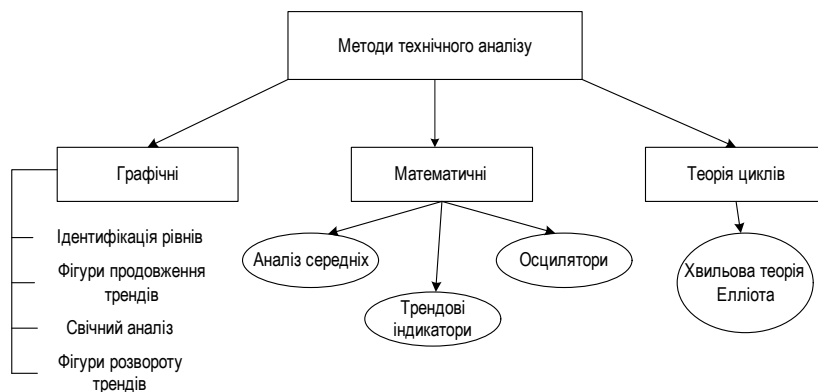 Методи технічного аналізу
Графічні
Математичні
Теорія циклів
Ідентифікація рівнів
Фігури продовження
трендів
Свічний аналіз
Фігури розвороту
трендів
Аналіз середніх
Трендові
індикатори
Осцилятори
Хвильова теорія
Елліота